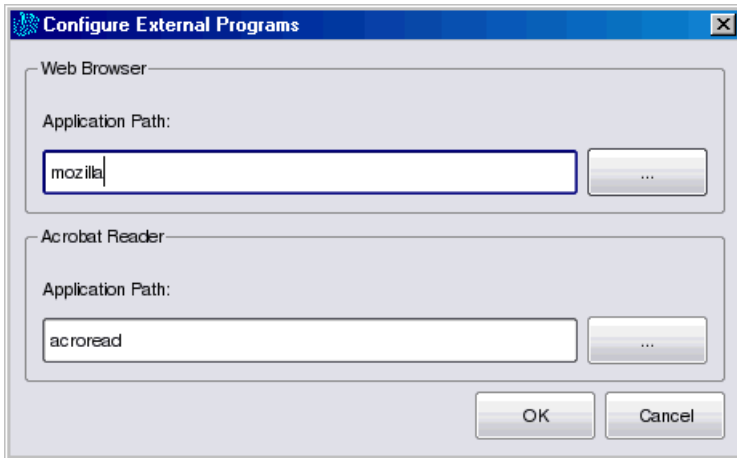 Configure External Programs
Web Browser
Application Path:
mozilla
...
Acrobat Reader
Application Path:
acroread
...
OK Cancel